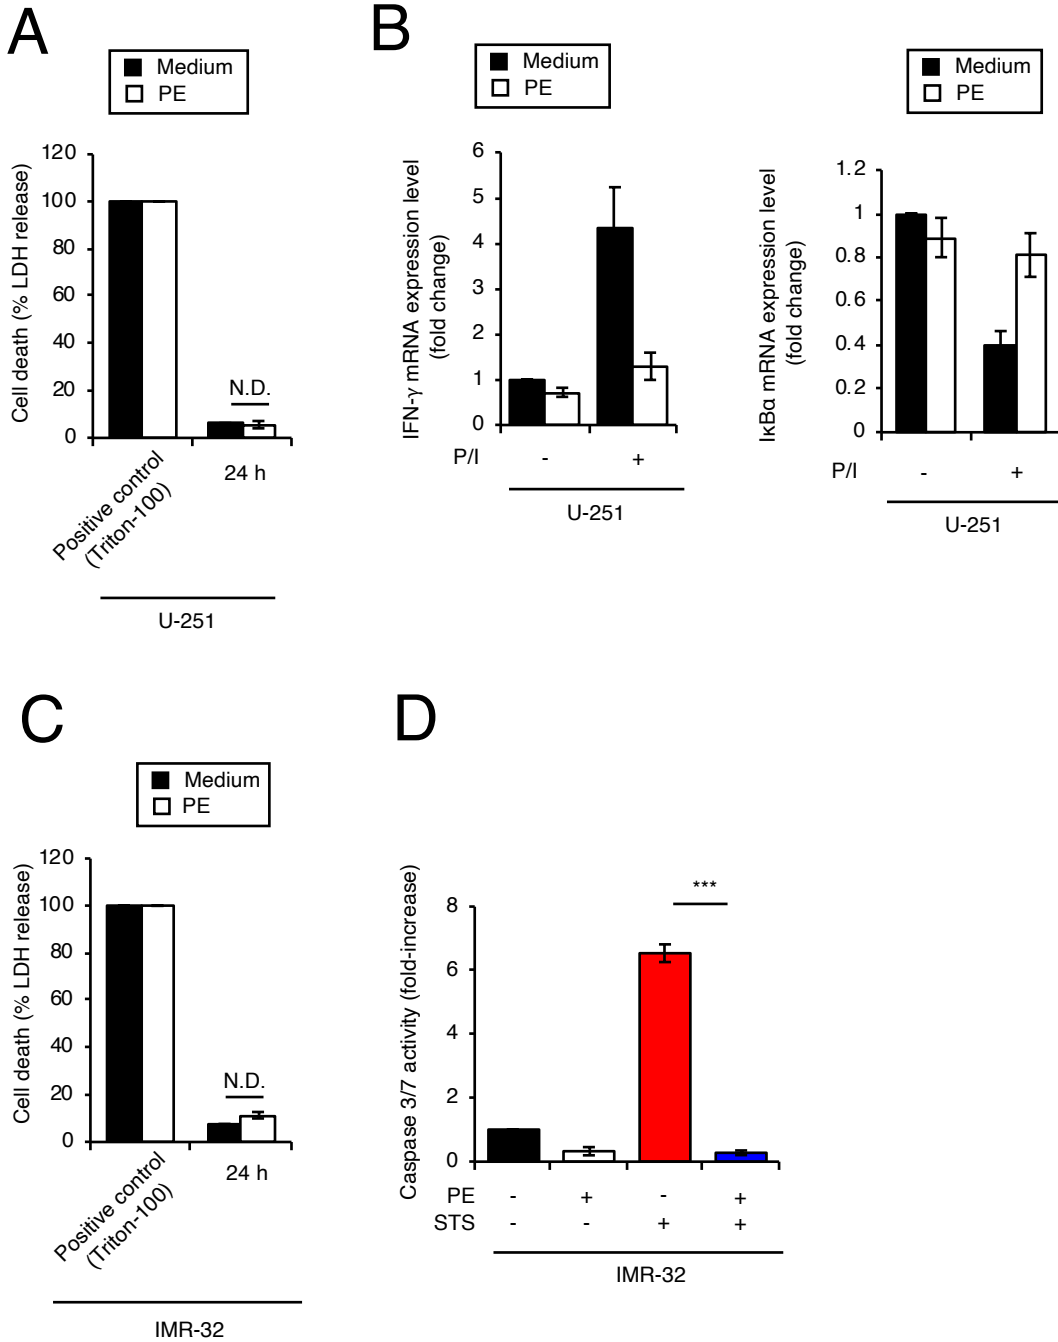 A
Medium
PE
Cell death (% LDH release)
120
100
80
60
40
20
0
N.D.
Positive control
(Triton-100)
24 h
U-251
B
Medium
PE
IFN-γ mRNA expression level
(fold change)
6
5
4
3
2
1
0
P/I
-
+
U-251
Medium
PE
IκBα mRNA expression level
(fold change)
1.2
1
0.8
0.6
0.4
0.2
0
P/I
-
+
U-251
C
Medium
PE
Cell death (% LDH release)
120
100
80
60
40
20
0
N.D.
Positive control
(Triton-100)
24 h
IMR-32
D
Caspase 3/7 activity (fold-increase)
8
6
4
2
0
***
PE - + - +
STS - - + +
IMR-32